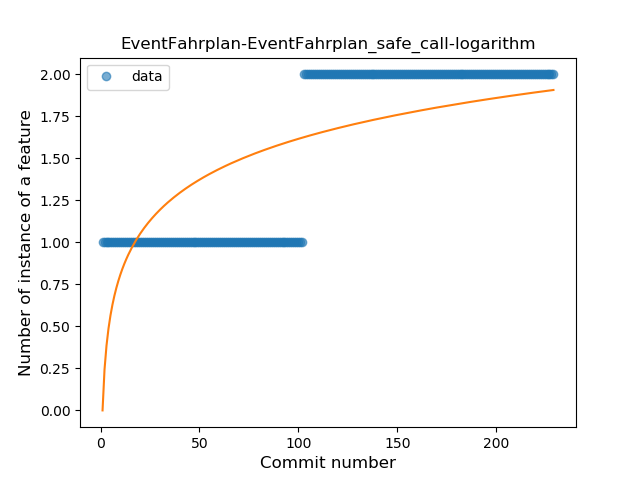 EventFahrplan-EventFahrplan_safe_call-logarithm
data
Number of instance of a feature
2.00
1.75
1.50
1.25
1.00
0.75
0.50
0.25
0.00
0 50 100 150 200
Commit number